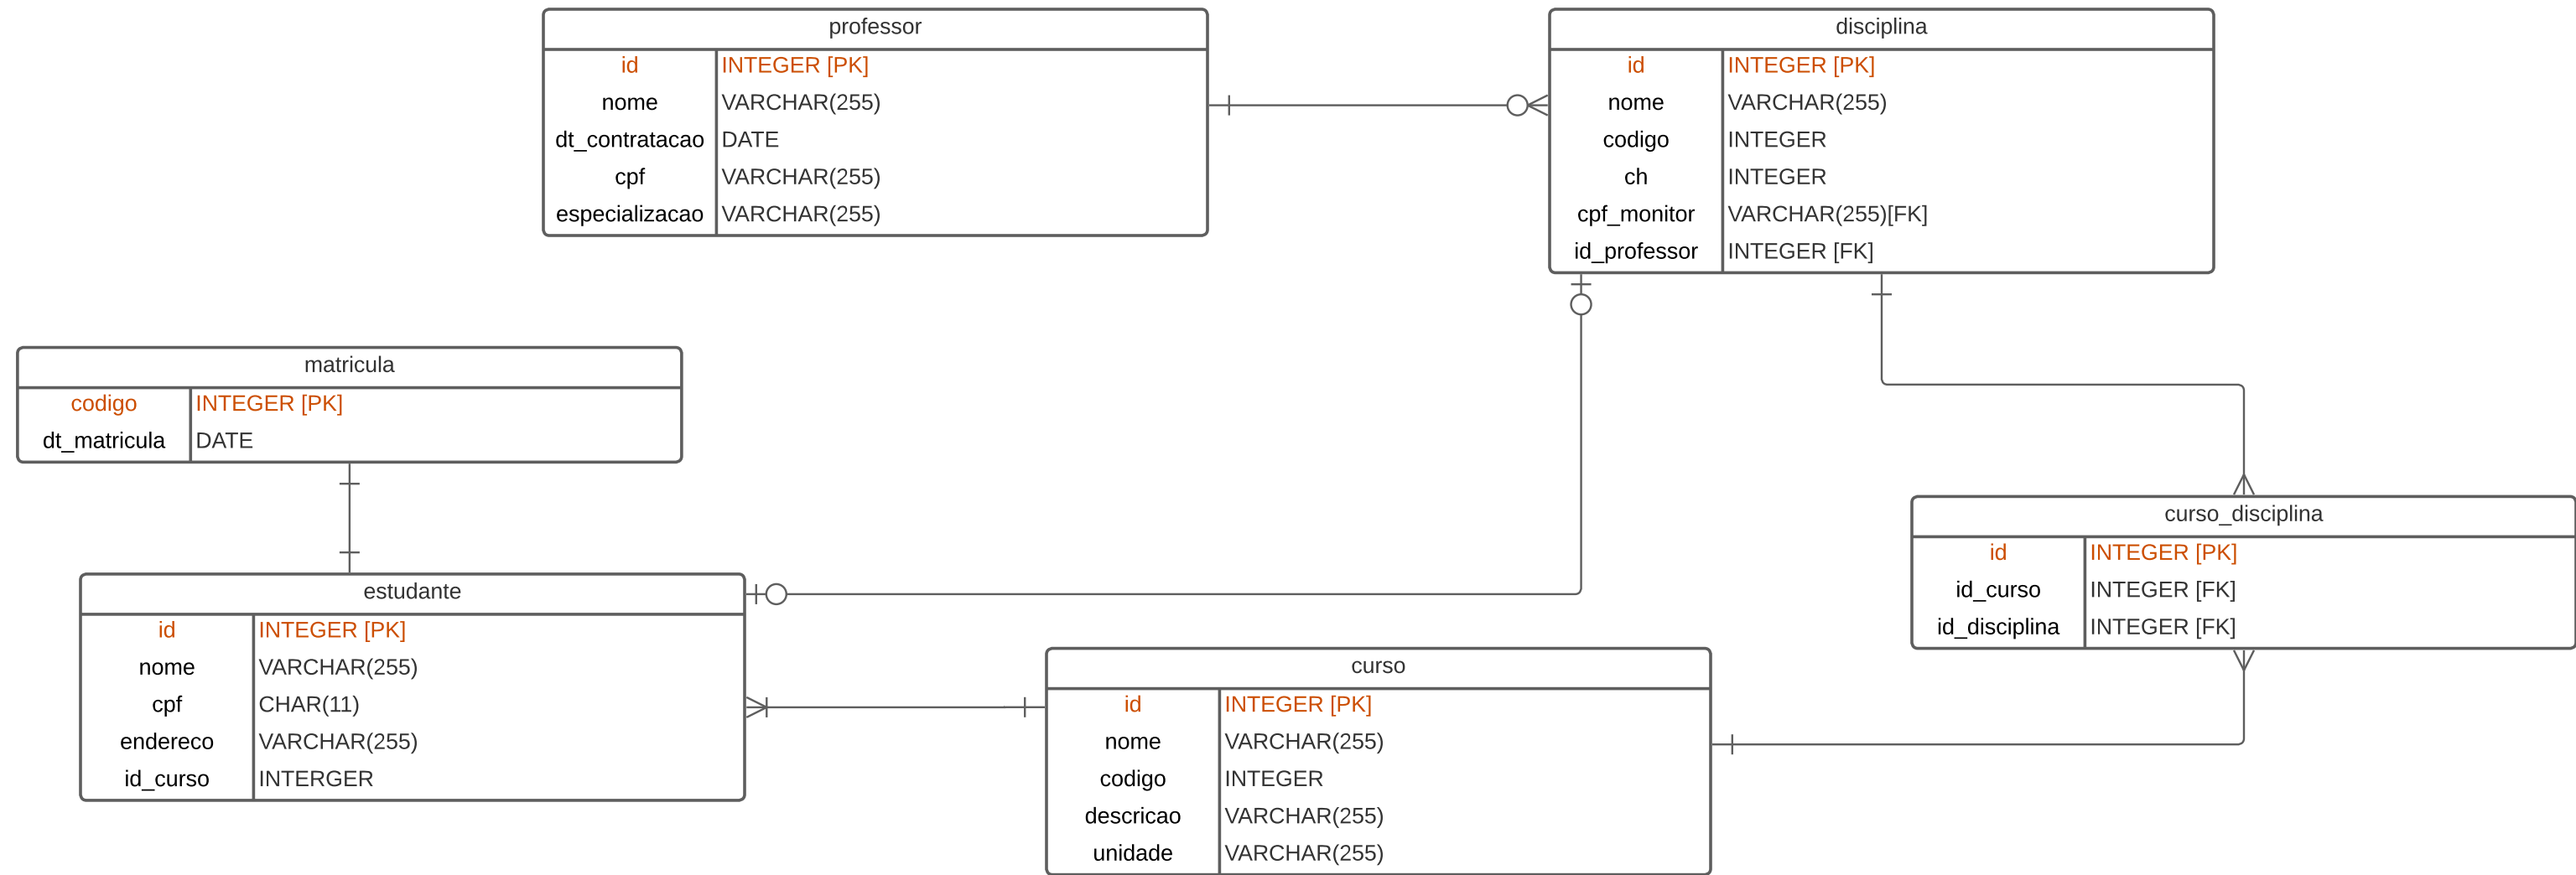 professor
id INTEGER [PK]
nome VARCHAR(255)
dt_contratacao DATE
cpf VARCHAR(255)
especializacao VARCHAR(255)
disciplina
id INTEGER [PK]
nome VARCHAR(255)
codigo INTEGER
ch INTEGER
cpf_monitor VARCHAR(255)[FK]
id_professor INTEGER [FK]
matricula
codigo INTEGER [PK]
dt_matricula DATE
estudante
id INTEGER [PK]
nome VARCHAR(255)
cpf CHAR(11)
endereco VARCHAR(255)
id_curso INTERGER
curso
id INTEGER [PK]
nome VARCHAR(255)
codigo INTEGER
descricao VARCHAR(255)
unidade VARCHAR(255)
curso_disciplina
id INTEGER [PK]
id_curso INTEGER [FK]
id_disciplina INTEGER [FK]